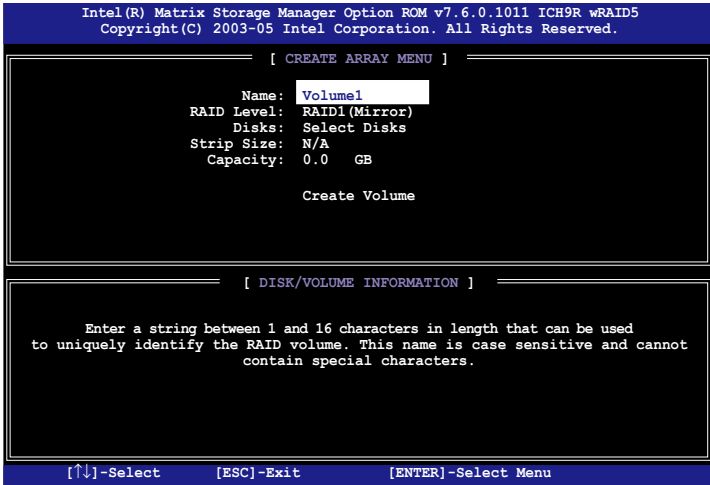 Intel(R) Matrix Storage Manager Option ROM v7.6.0.1011 ICH9R wRAID5
Copyright(C) 2003-05 Intel Corporation. All Rights Reserved.
[ CREATE ARRAY MENU ]
Name: Volume1
RAID Level: RAID1(Mirror)
Disks: Select Disks
Strip Size: N/A
Capacity: 0.0 GB
Create Volume
[ DISK/VOLUME INFORMATION ]
Enter a string between 1 and 16 characters in length that can be used
to uniquely identify the RAID volume. This name is case sensitive and cannot
contain special characters.
[↑↓]-Select [ESC]-Exit [ENTER]-Select Menu